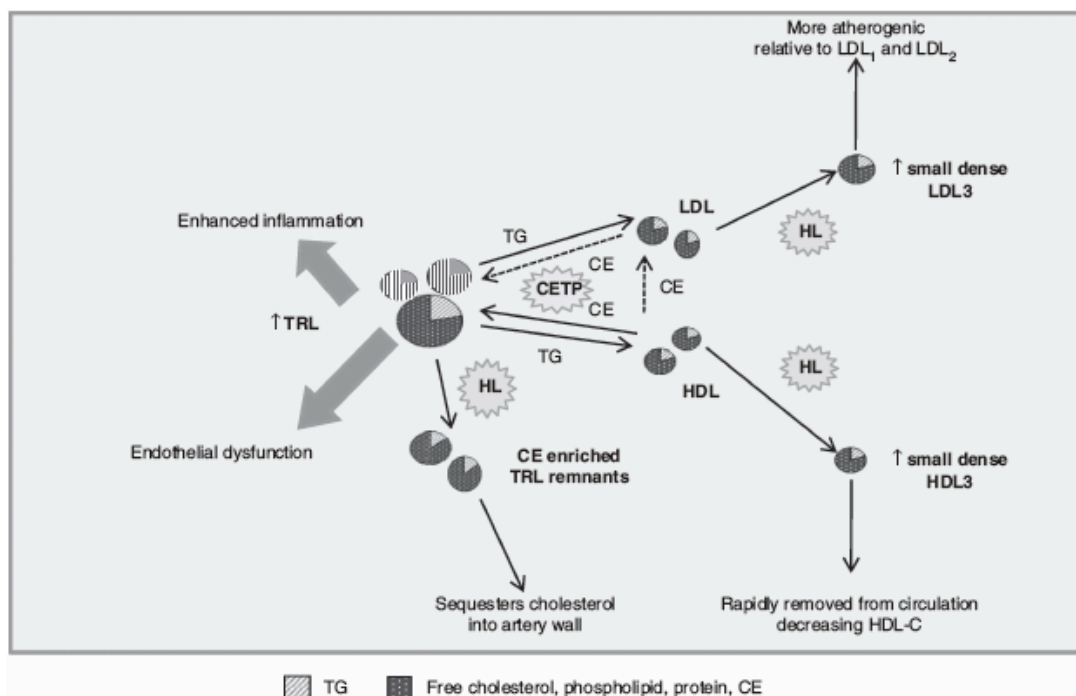 More atherogenic
relative to LDL1 and LDL2
↑ small dense
LDL3
HL
LDL
Enhanced inflammation
TG
CE
CETP
CE
CE
↑ TRL
TG
HL
HDL
HL
Endothelial dysfunction
CE enriched
TRL remnants
↑ small dense
HDL3
Sequesters cholesterol
into artery wall
Rapidly removed from circulation
decreasing HDL-C
TG
Free cholesterol, phospholipid, protein, CE